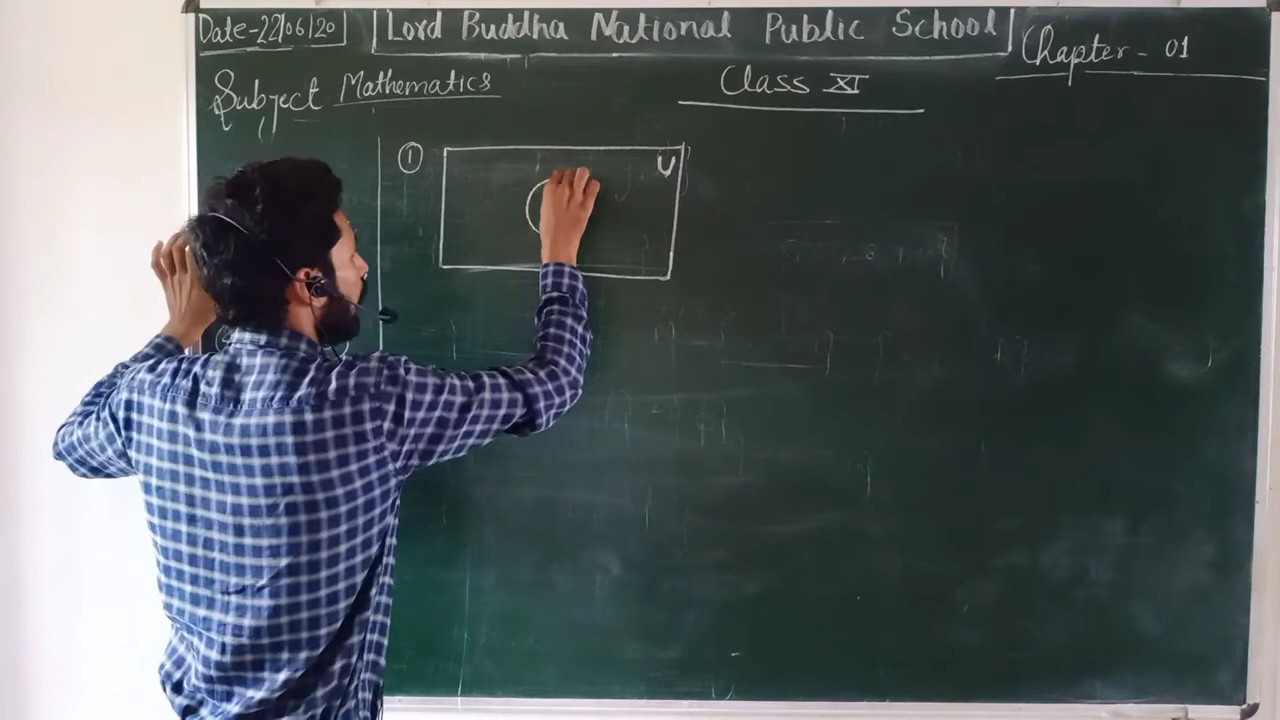 Date-22/06/20
Lord Buddha National Public School
Chapter - 01
Subject Mathematics
Class XI
①
U